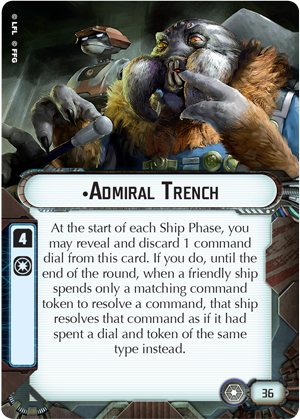 © LFL © FFG
•Admiral Trench
4
At the start of each Ship Phase, you
may reveal and discard 1 command
dial from this card. If you do, until the
end of the round, when a friendly ship
spends only a matching command
token to resolve a command, that ship
resolves that command as if it had
spent a dial and token of the same
type instead.
36